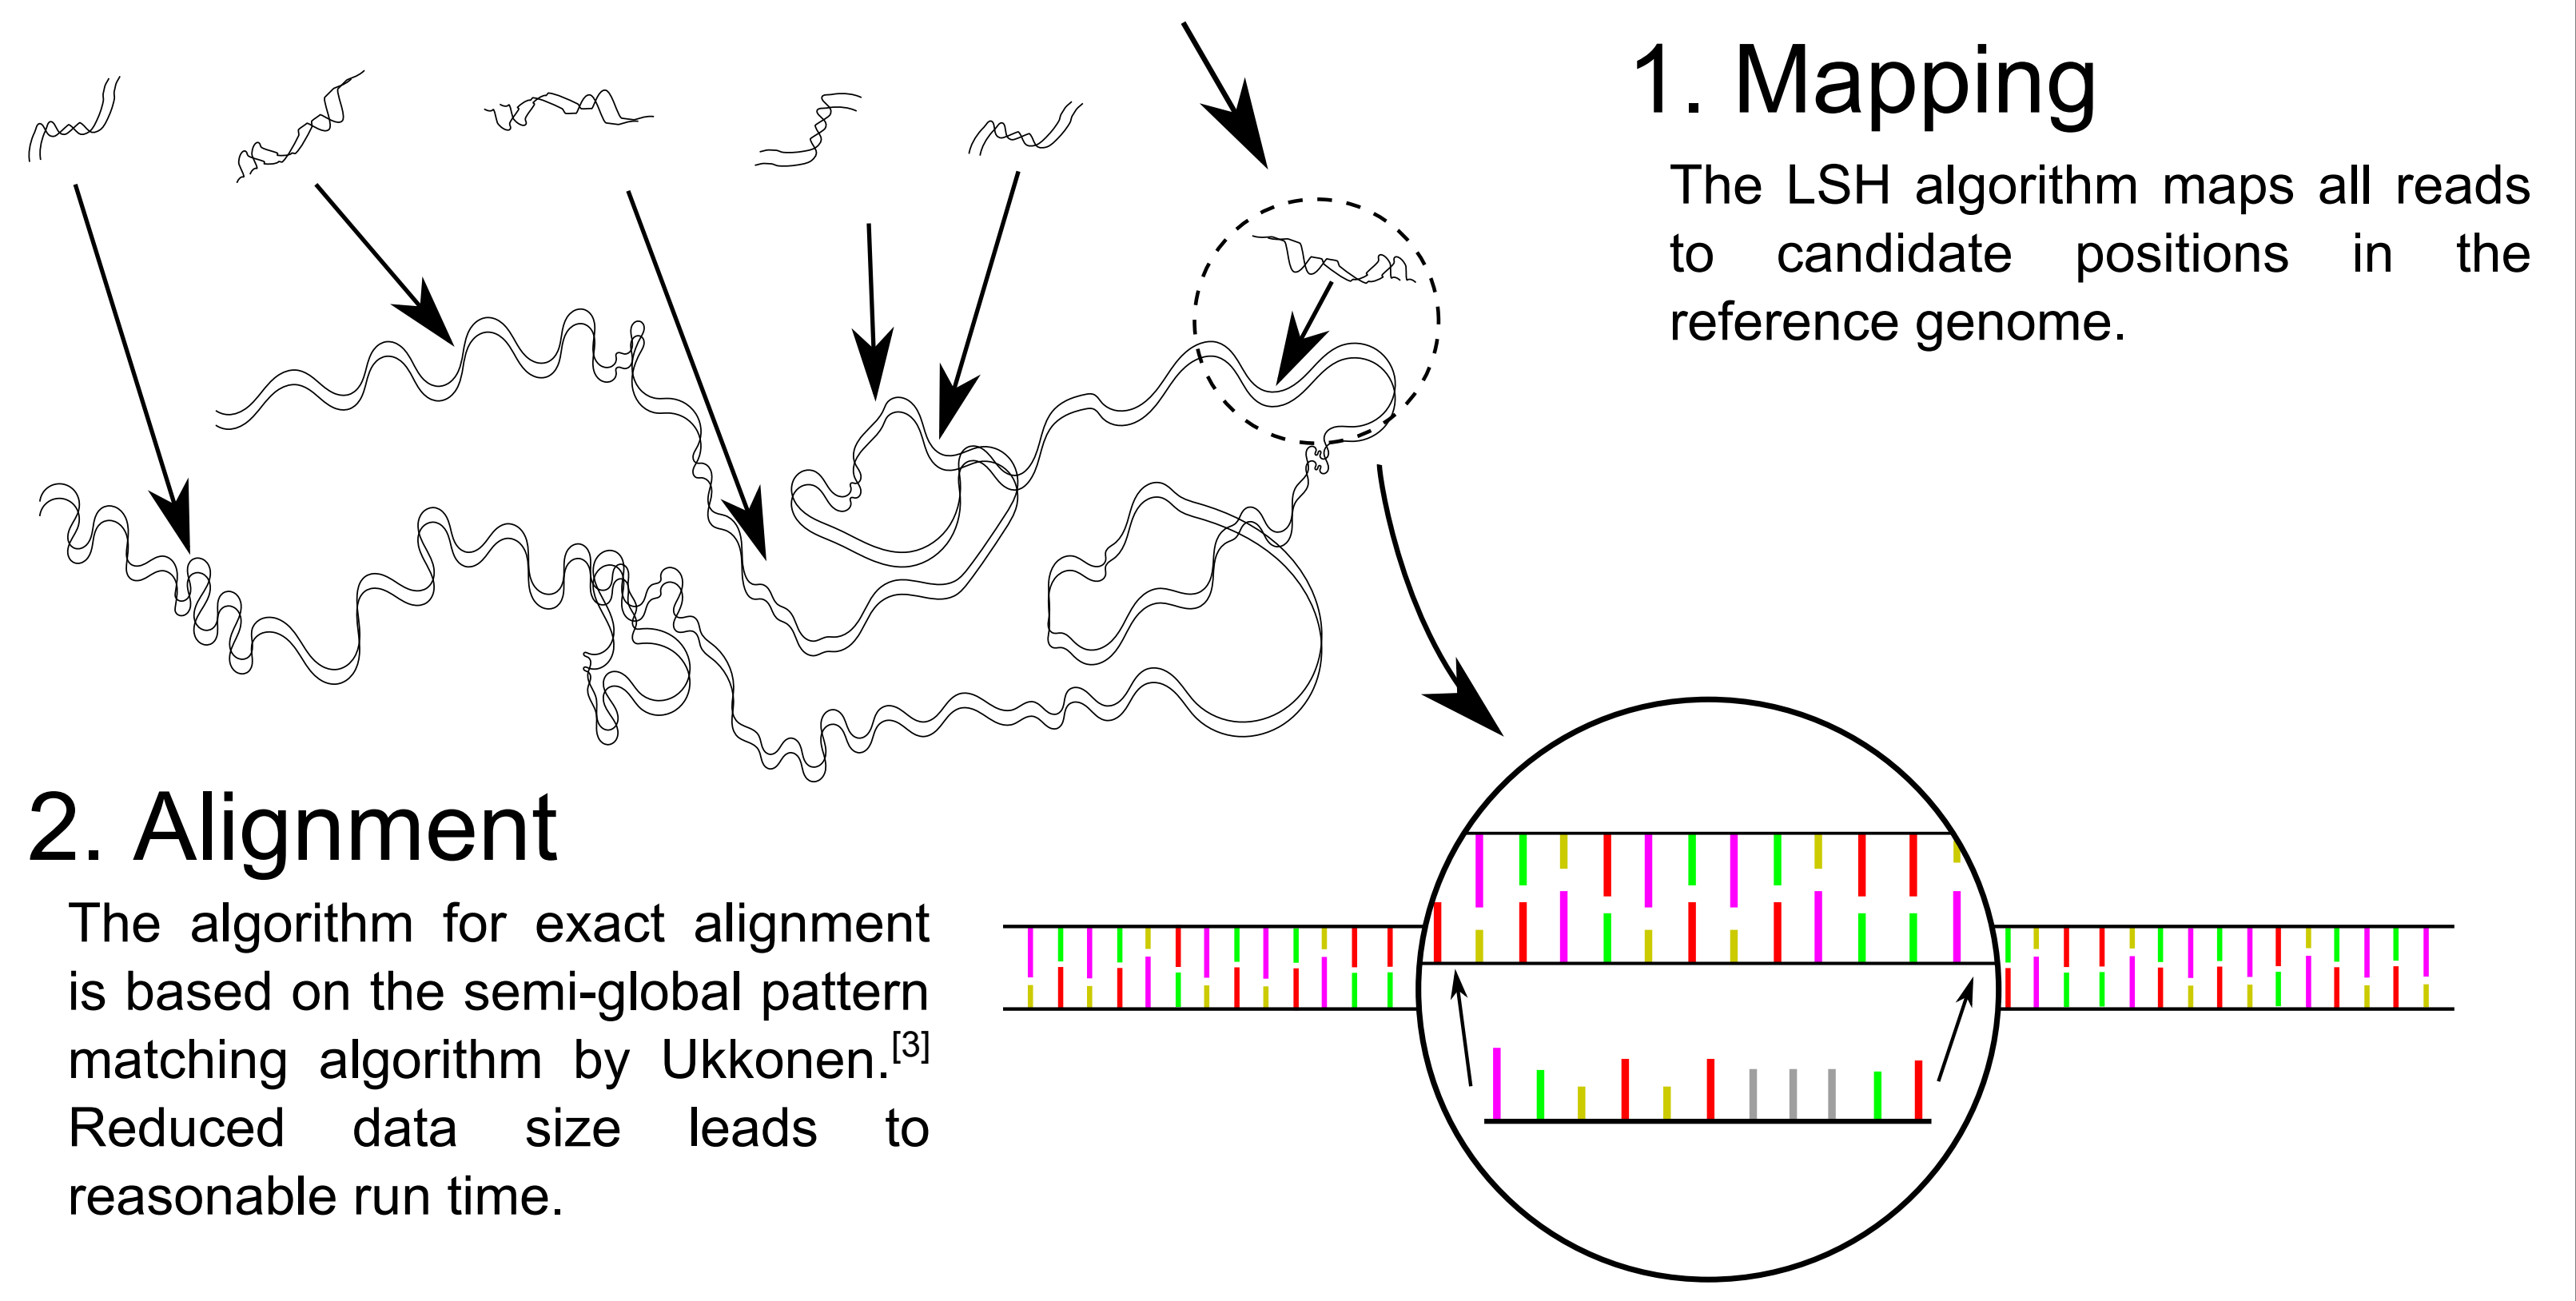 1. Mapping
The LSH algorithm maps all reads
to candidate positions in the
reference genome.
2. Alignment
The algorithm for exact alignment
is based on the semi-global pattern
matching algorithm by Ukkonen.[3]
Reduced data size leads to
reasonable run time.